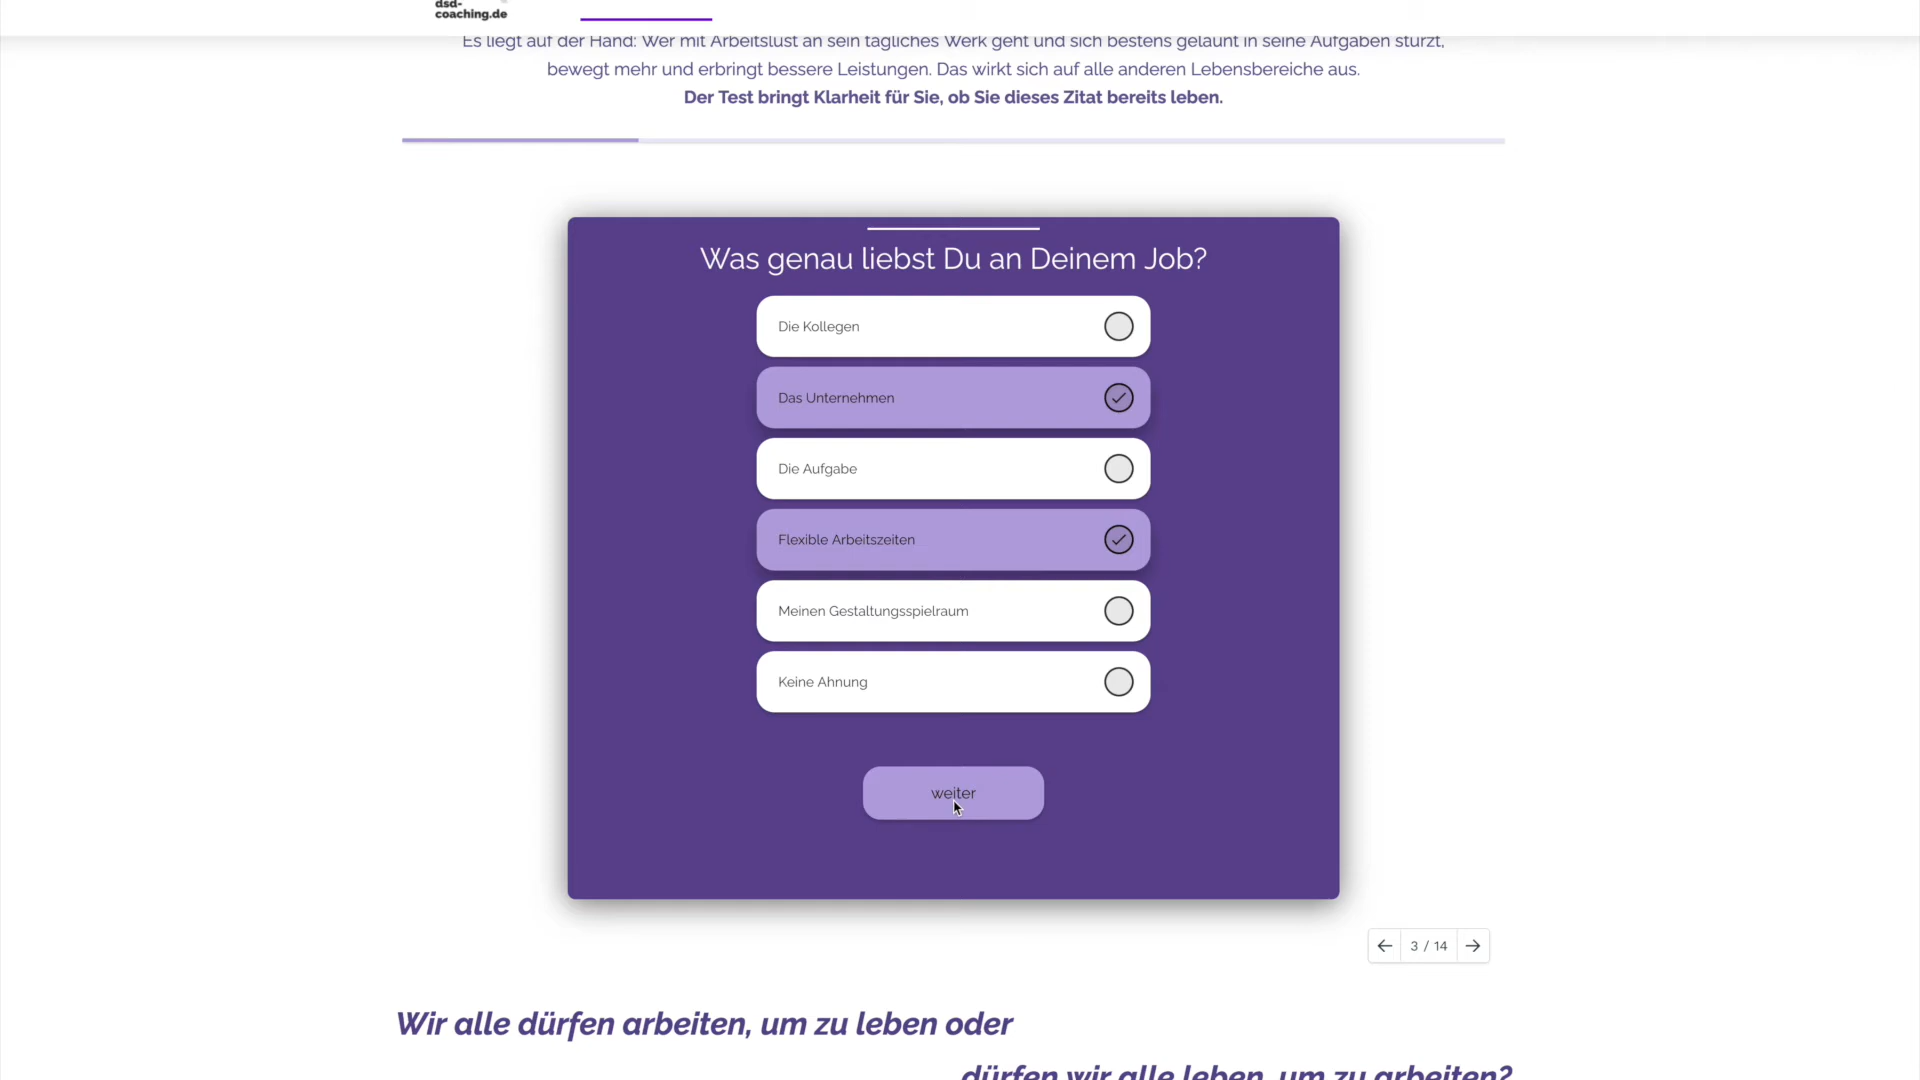 dsd-
coaching.de
Es liegt auf der Hand: Wer mit Arbeitslust an sein tägliches Werk geht und sich bestens gelaunt in seine Aufgaben stürzt,
bewegt mehr und erbringt bessere Leistungen. Das wirkt sich auf alle anderen Lebensbereiche aus.
Der Test bringt Klarheit für Sie, ob Sie dieses Zitat bereits leben.
Was genau liebst Du an Deinem Job?
Die Kollegen
Das Unternehmen
Die Aufgabe
Flexible Arbeitszeiten
Meinen Gestaltungsspielraum
Keine Ahnung
weiter
3 / 14
Wir alle dürfen arbeiten, um zu leben oder
dürfen wir alle leben, um zu arbeiten?